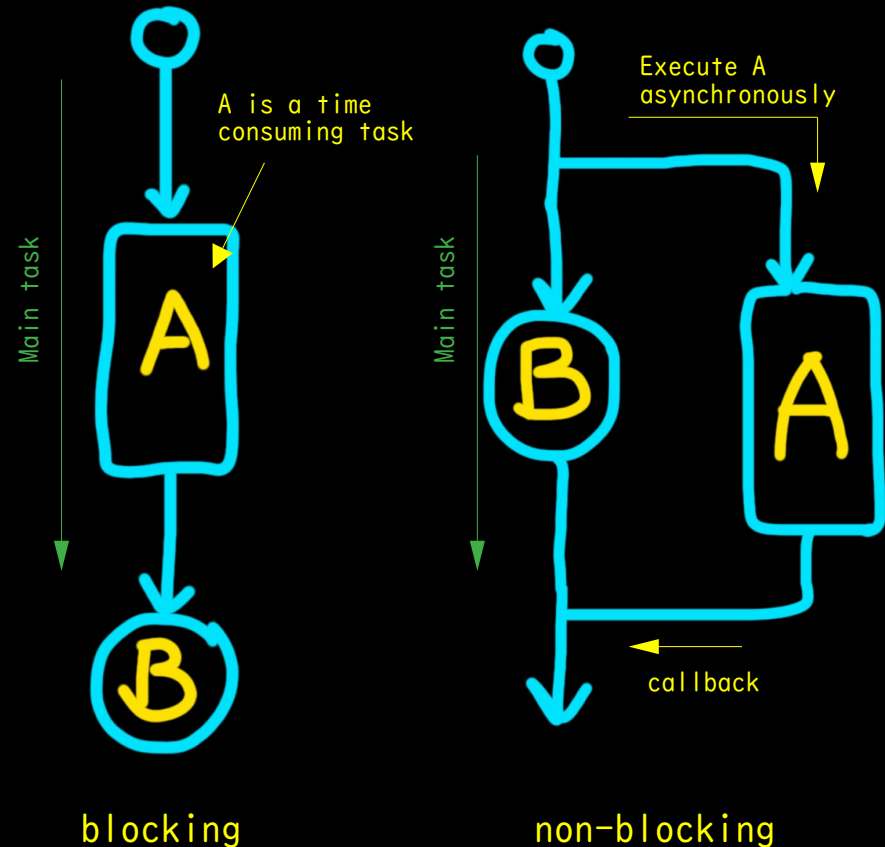 A is a time
consuming task
Main task
A
B
blocking
Execute A
asynchronously
Main task
B
A
callback
non-blocking